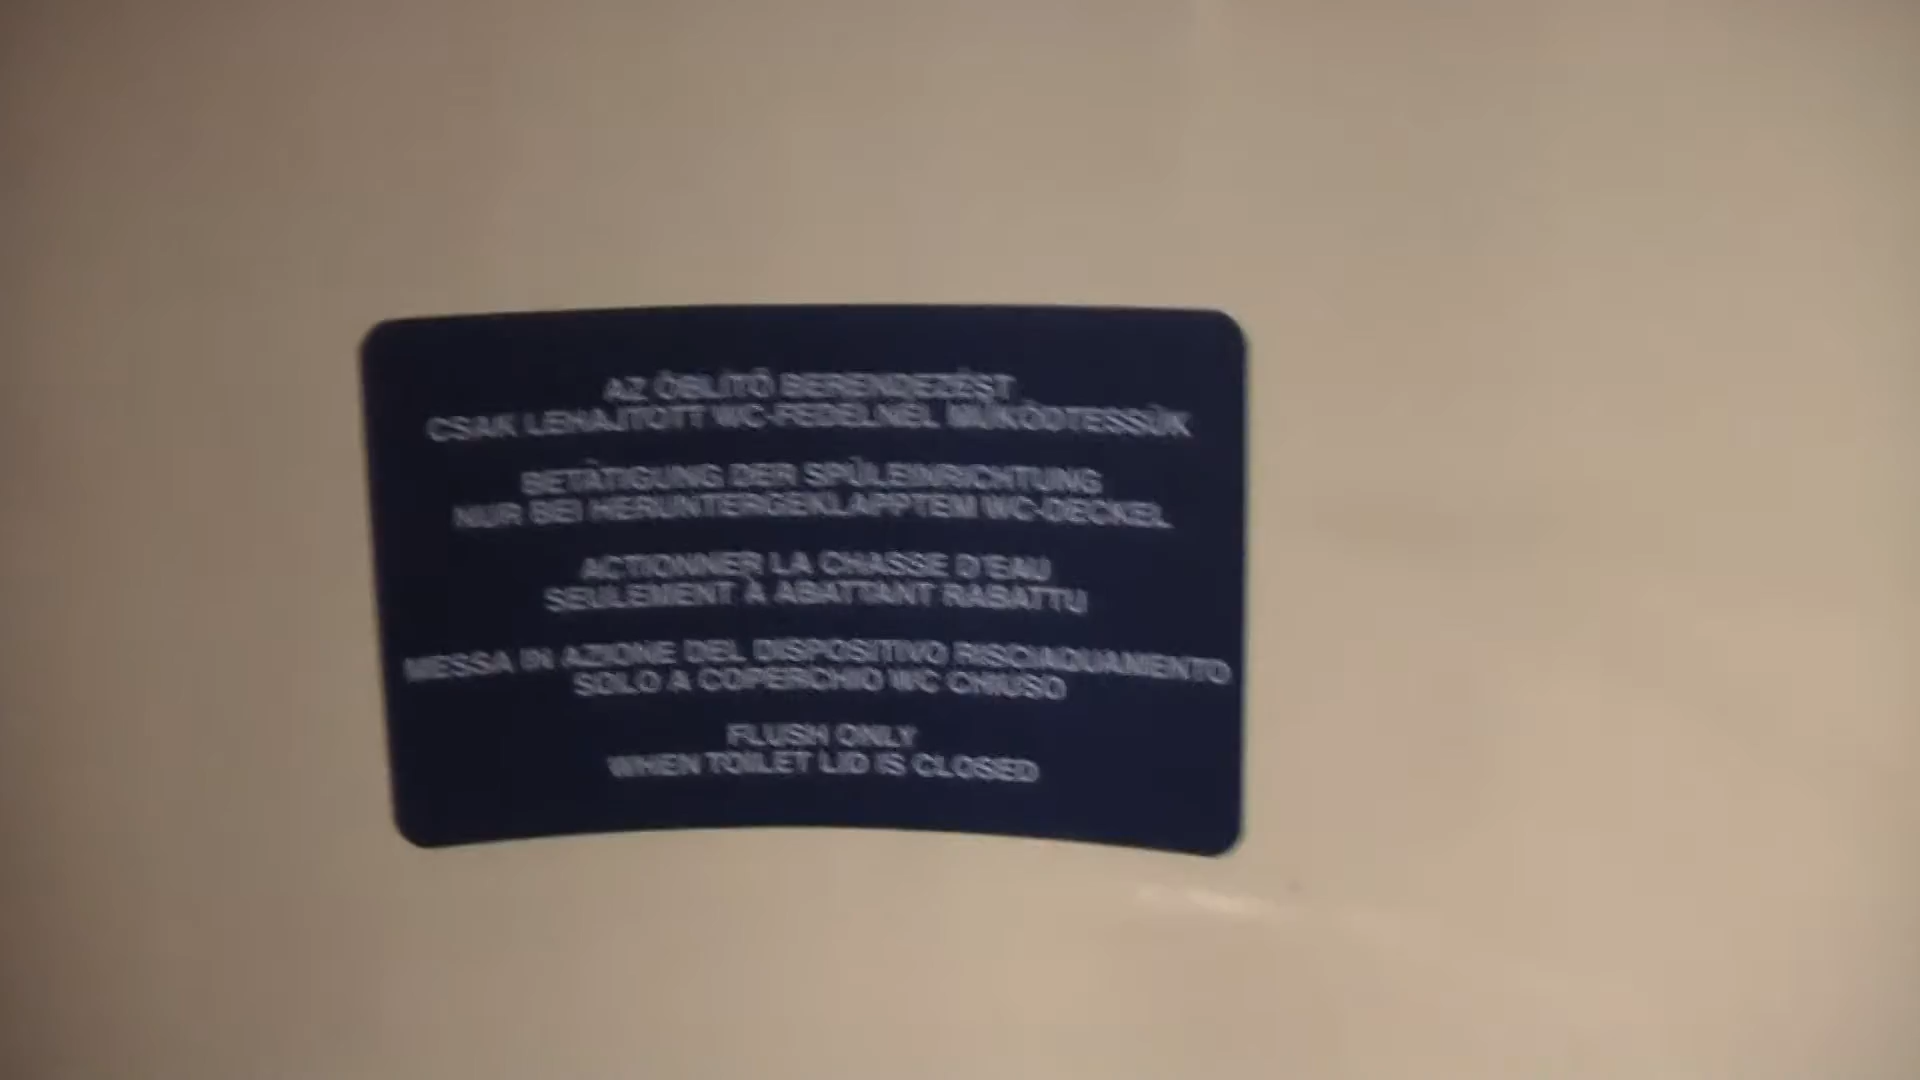 AZ ÖBLÍTŐ BERENDEZÉST
CSAK LEHAJTOTT WC-FEDELNEL MŰKÖDTESSÜK
BETÄTIGUNG DER SPÜLEINRICHTUNG
NUR BEI HERUNTERGEKLAPPTEM WC-DECKEL
ACTIONNER LA CHASSE D'EAU
SEULEMENT À ABATTANT RABATTU
MESSA IN AZIONE DEL DISPOSITIVO RISCIAQUAMENTO
SOLO A COPERCHIO WC CHIUSO
FLUSH ONLY
WHEN TOILET LID IS CLOSED